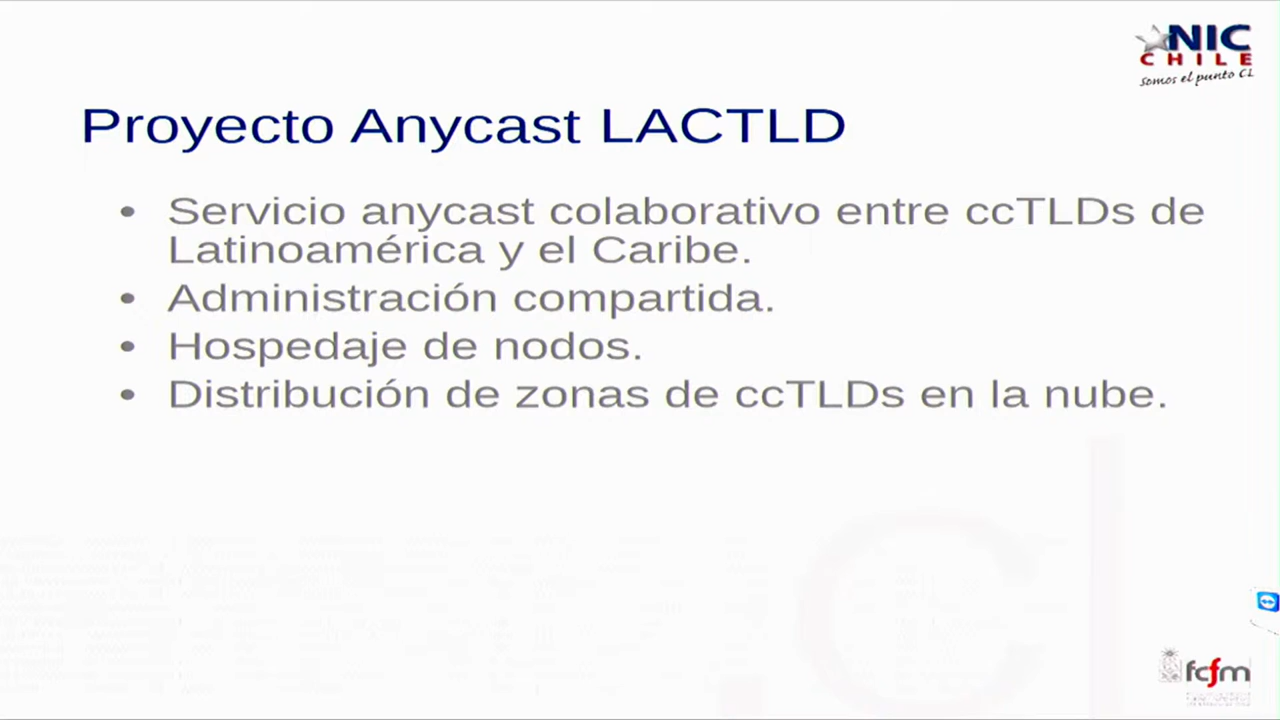 NIC
CHILE
Somos el punto CL
Proyecto Anycast LACTLD
• Servicio anycast colaborativo entre ccTLDs de
Latinoamérica y el Caribe.
• Administración compartida.
• Hospedaje de nodos.
• Distribución de zonas de ccTLDs en la nube.
fcfm